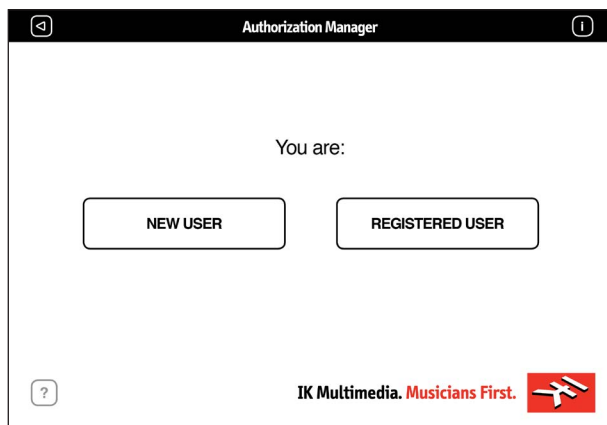 Authorization Manager
i
You are:
NEW USER
REGISTERED USER
?
IK Multimedia. Musicians First.